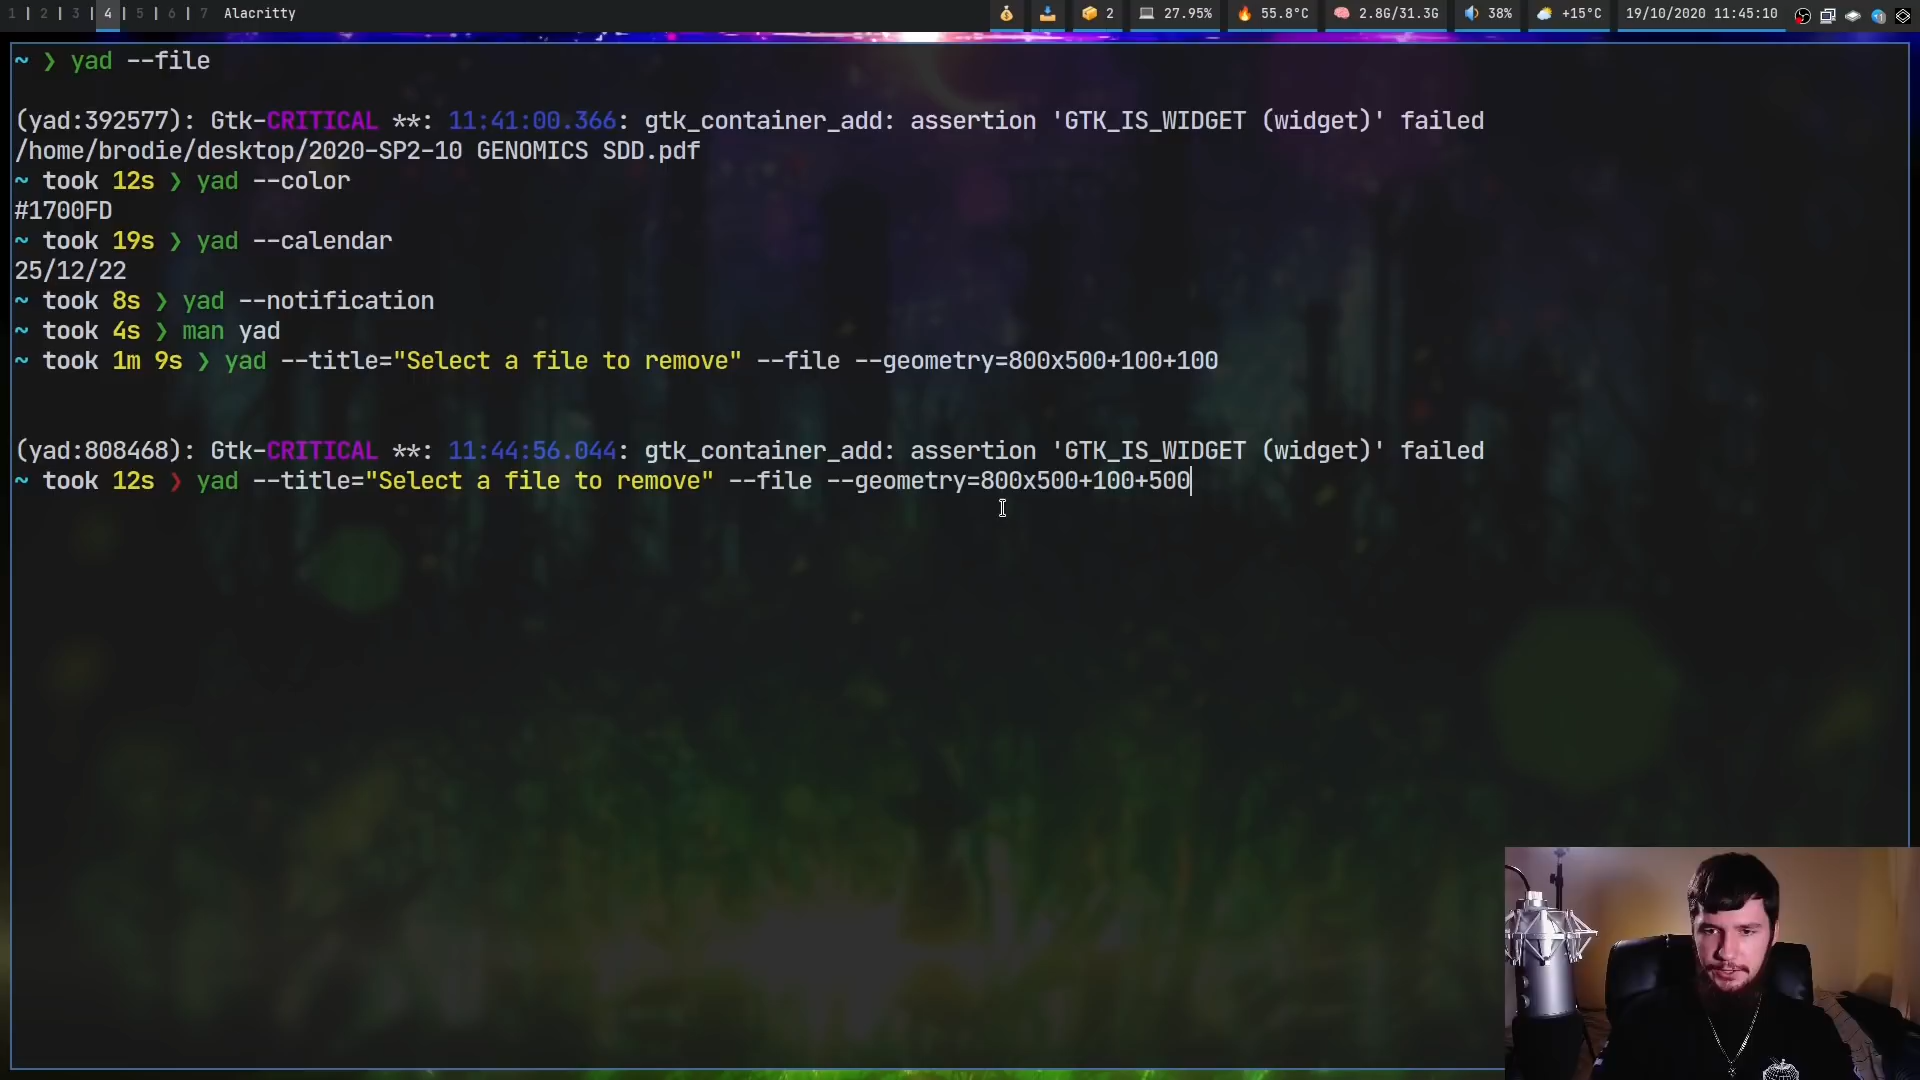 1 | 2 | 3 | 4 | 5 | 6 | 7 Alacritty 2 27.95% 55.8°C 2.8G/31.3G 38% +15°C 19/10/2020 11:45:10
~ ❯ yad --file
(yad:392577): Gtk-CRITICAL **: 11:41:00.366: gtk_container_add: assertion 'GTK_IS_WIDGET (widget)' failed
/home/brodie/desktop/2020-SP2-10 GENOMICS SDD.pdf
~ took 12s ❯ yad --color
#1700FD
~ took 19s ❯ yad --calendar
25/12/22
~ took 8s ❯ yad --notification
~ took 4s ❯ man yad
~ took 1m 9s ❯ yad --title="Select a file to remove" --file --geometry=800x500+100+100
(yad:808468): Gtk-CRITICAL **: 11:44:56.044: gtk_container_add: assertion 'GTK_IS_WIDGET (widget)' failed
~ took 12s ❯ yad --title="Select a file to remove" --file --geometry=800x500+100+500